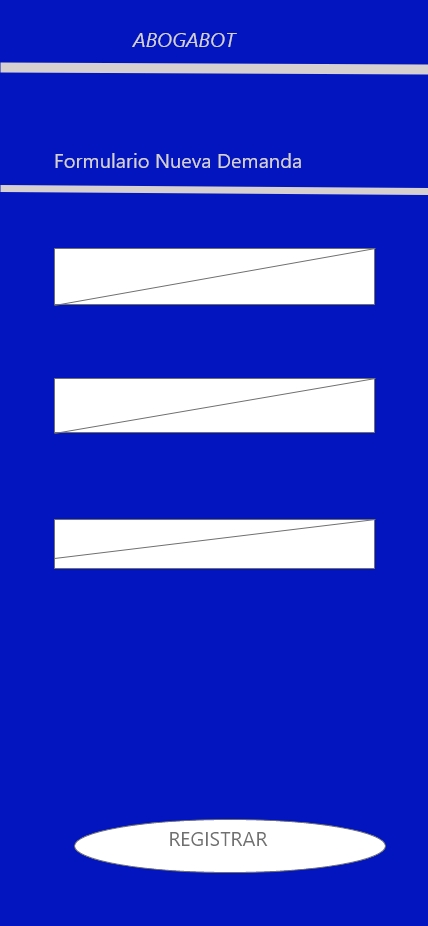 ABOGABOT
Formulario Nueva Demanda
REGISTRAR